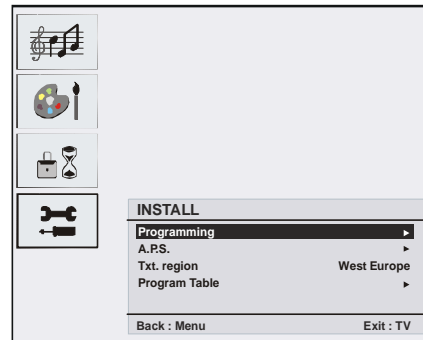 INSTALL
Programming ►
A.P.S. ►
Txt. region West Europe
Program Table ►
Back : Menu Exit : TV